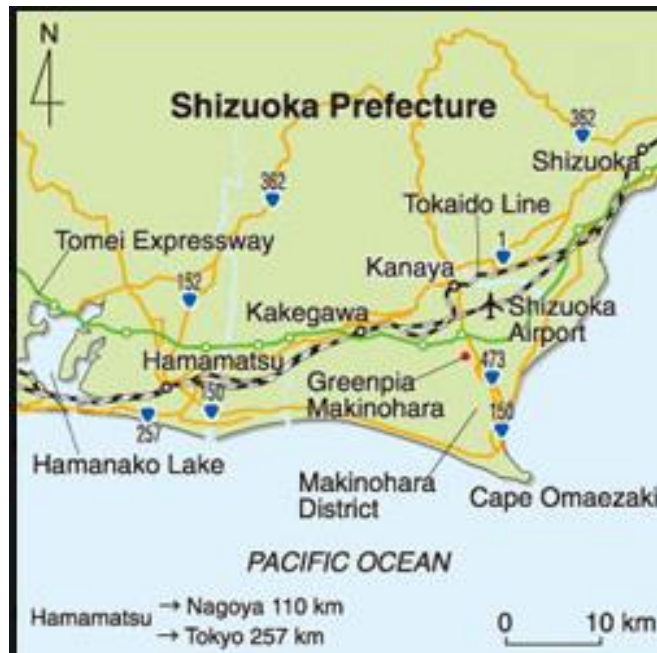 N
Shizuoka Prefecture
362
Shizuoka
362
Tokaido Line
Tomei Expressway
1
Kanaya
152
Kakegawa
Shizuoka
Airport
Hamamatsu
Greenpia
Makinohara
473
150
257
150
Hamanako Lake
Makinohara
District
Cape Omaezaki
PACIFIC OCEAN
Hamamatsu → Nagoya 110 km
→ Tokyo 257 km
0 10 km